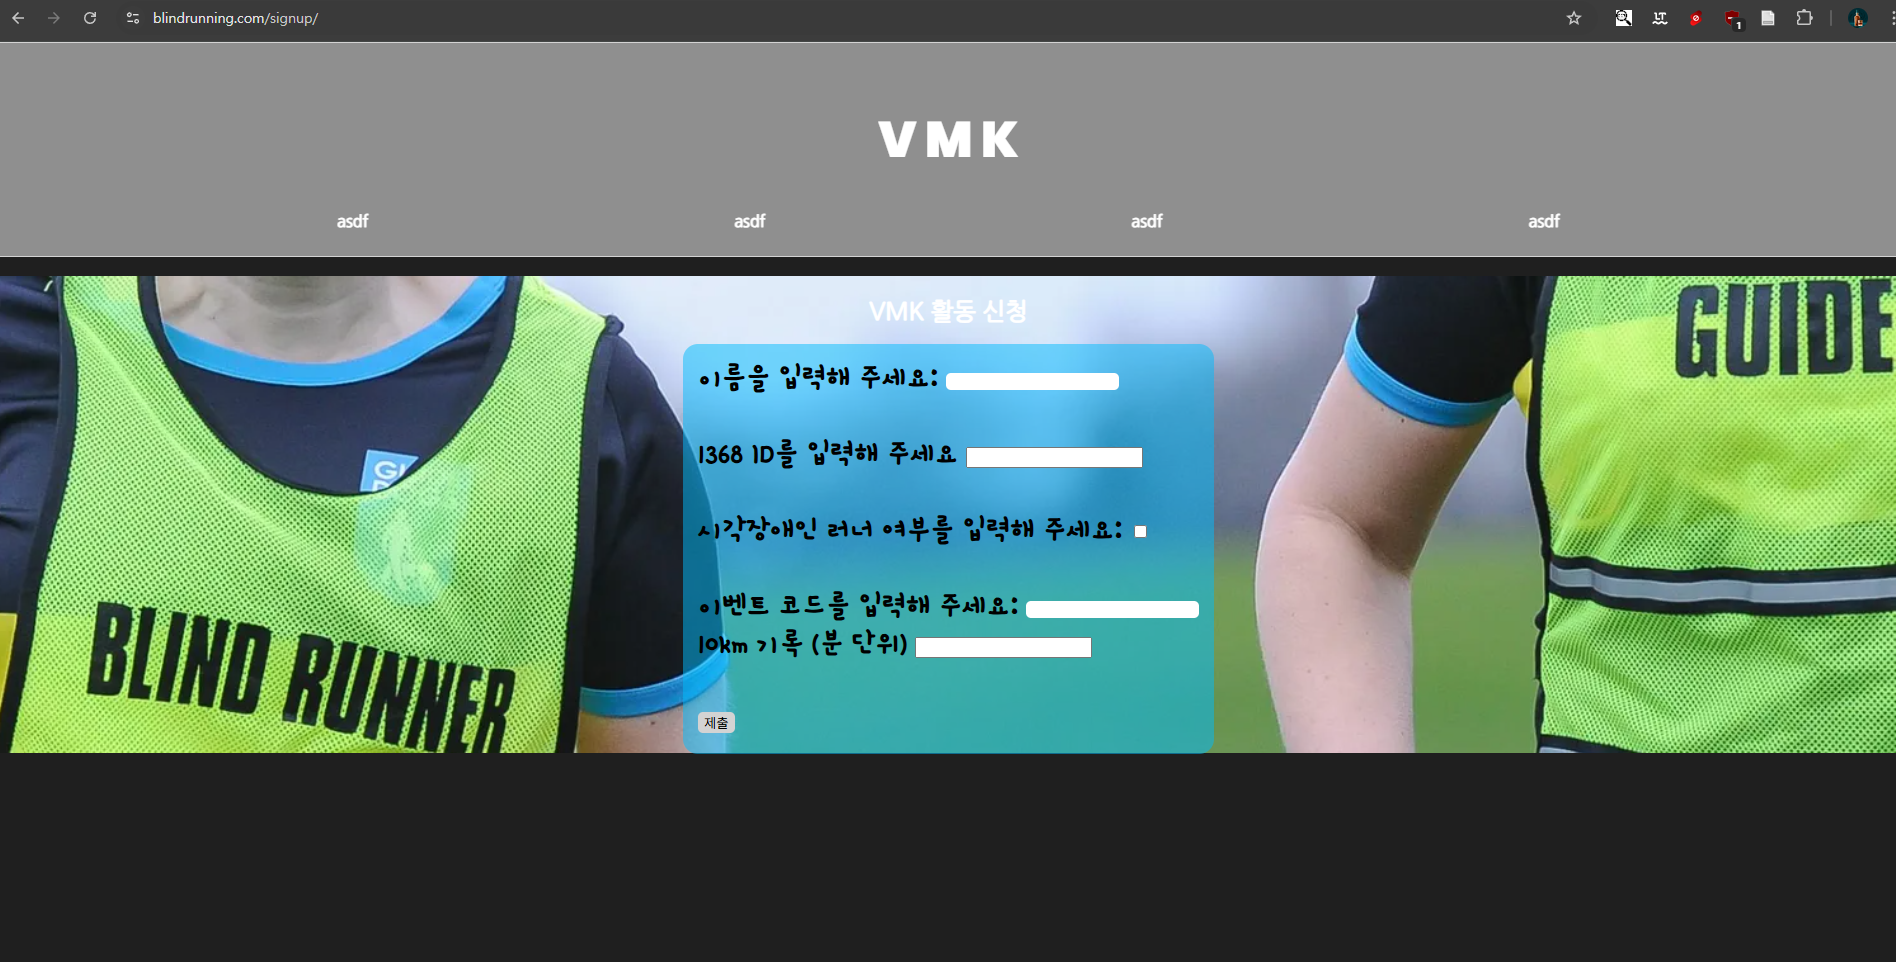 blindrunning.com/signup/
1
VMK
asdf asdf asdf asdf
VMK 활동 신청
GUIDE
이름을 입력해 주세요:
1368 ID를 입력해 주세요
시각장애인 러너 여부를 입력해 주세요:
이벤트 코드를 입력해 주세요:
10km 기록 (분 단위)
BLIND RUNNER
제출